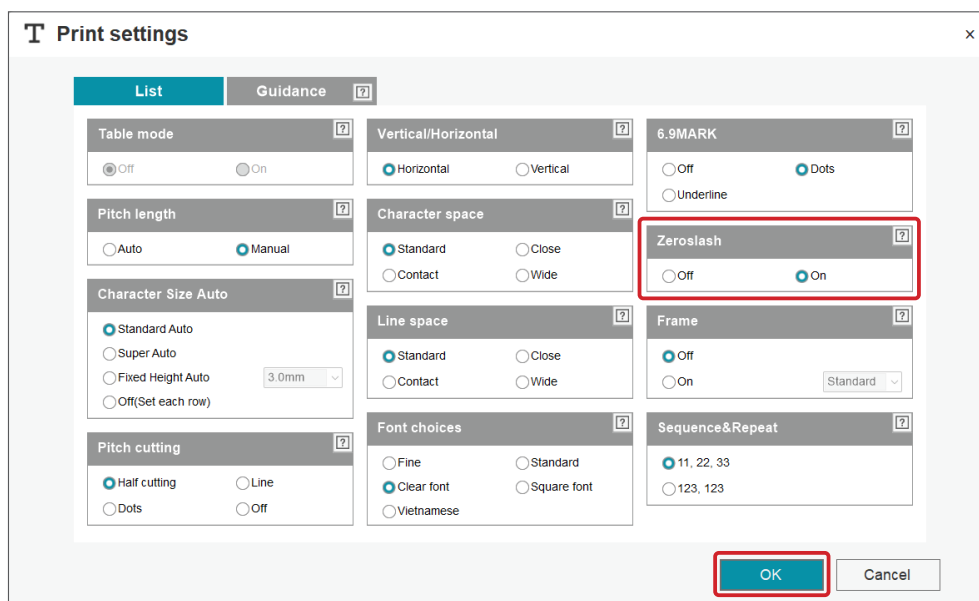 T Print settings ×
List Guidance ?
Table mode ?
Off On
Pitch length ?
Auto Manual
Character Size Auto ?
Standard Auto
Super Auto
Fixed Height Auto 3.0mm
Off(Set each row)
Pitch cutting ?
Half cutting Line
Dots Off
Vertical/Horizontal ?
Horizontal Vertical
Character space ?
Standard Close
Contact Wide
Line space ?
Standard Close
Contact Wide
Font choices ?
Fine Standard
Clear font Square font
Vietnamese
6.9MARK ?
Off Dots
Underline
Zeroslash ?
Off On
Frame ?
Off
On Standard
Sequence&Repeat ?
11, 22, 33
123, 123
OK Cancel